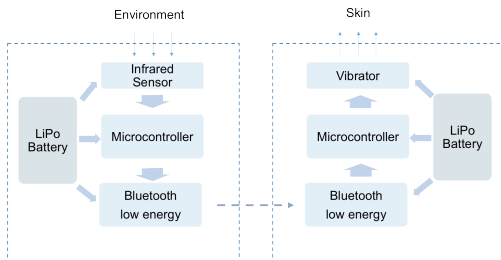 Environment
Skin
Infrared
Sensor
LiPo
Battery
Microcontroller
Bluetooth
low energy
Vibrator
Microcontroller
LiPo
Battery
Bluetooth
low energy